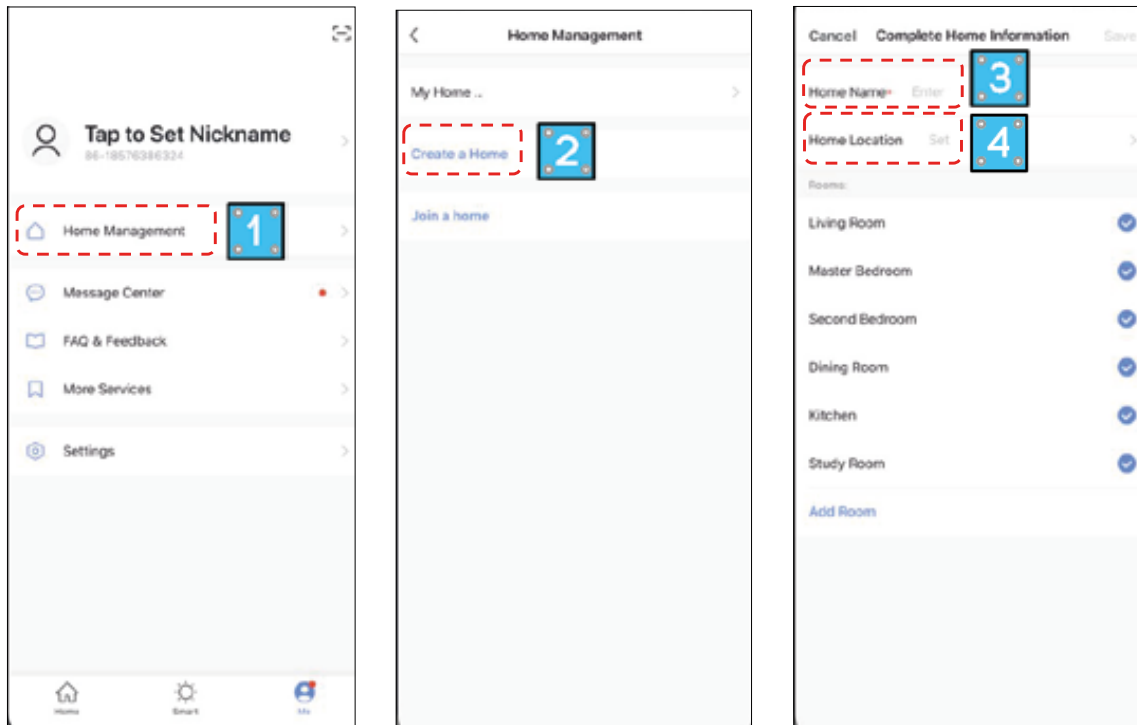 Tap to Set Nickname
86-18576386324
Home Management
1
Message Center
FAQ & Feedback
More Services
Settings
Home
Smart
Me
Home Management
My Home ..
Create a Home
2
Join a home
Cancel Complete Home Information Save
Home Name* Enter
3
Home Location Set
4
Rooms:
Living Room
Master Bedroom
Second Bedroom
Dining Room
Kitchen
Study Room
Add Room